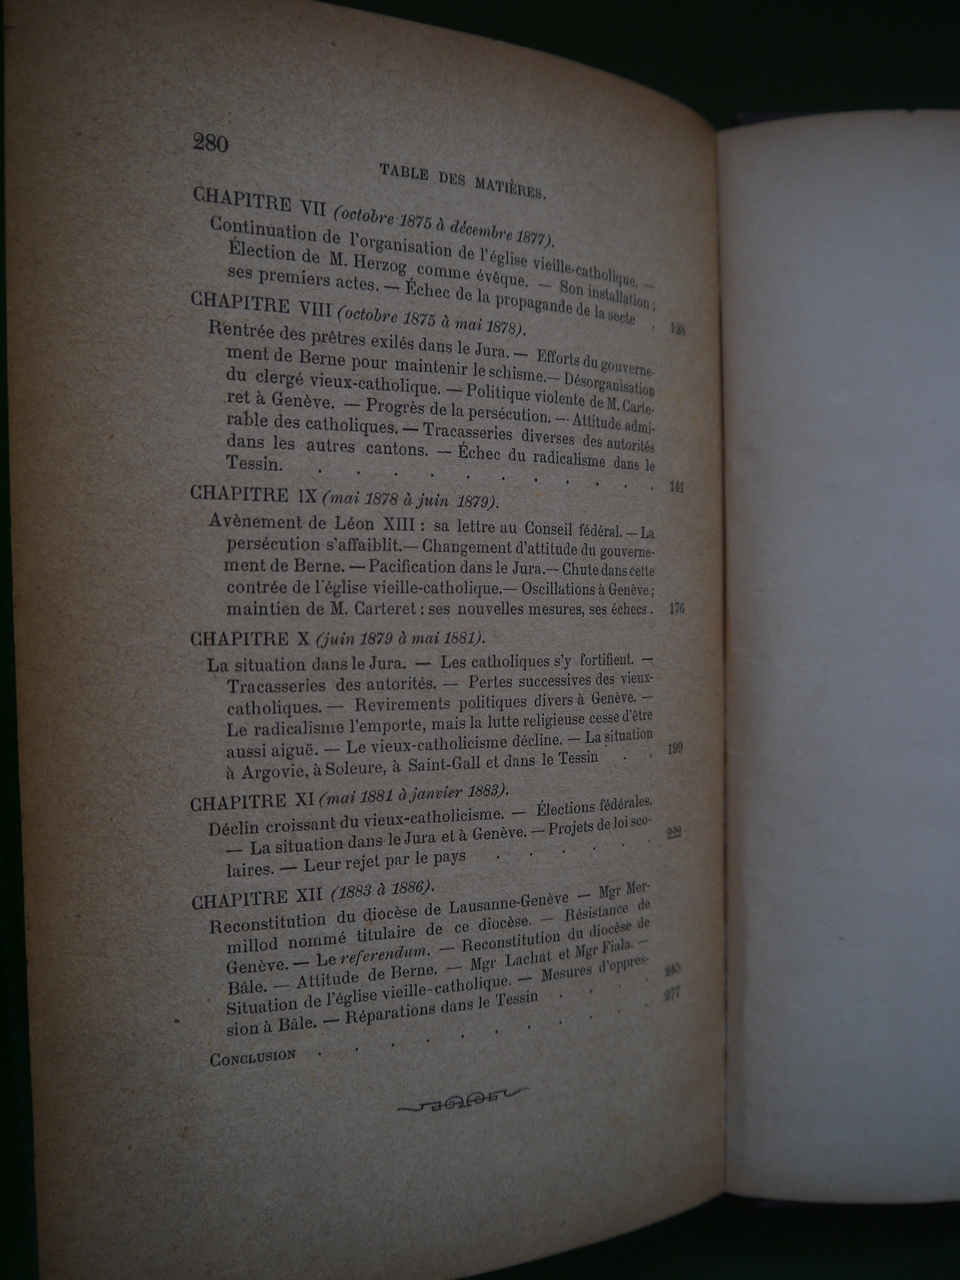 280
TABLE DES MATIÈRES.
CHAPITRE VII (octobre 1875 à décembre 1877).
Continuation de l'organisation de l'église vieille-catholique. —
Élection de M. Herzog comme évêque. — Son installation;
ses premiers actes. — Échec de la propagande de la secte . 128
CHAPITRE VIII (octobre 1875 à mai 1878).
Rentrée des prêtres exilés dans le Jura. — Efforts du gouverne-
ment de Berne pour maintenir le schisme. — Désorganisation
du clergé vieux-catholique. — Politique violente de M. Carte-
ret à Genève. — Progrès de la persécution. — Attitude admi-
rable des catholiques. — Tracasseries diverses des autorités
dans les autres cantons. — Échec du radicalisme dans le
Tessin. . . . . . . . . . . 141
CHAPITRE IX (mai 1878 à juin 1879).
Avènement de Léon XIII : sa lettre au Conseil fédéral. — La
persécution s'affaiblit. — Changement d'attitude du gouverne-
ment de Berne. — Pacification dans le Jura. — Chute dans cette
contrée de l'église vieille-catholique. — Oscillations à Genève;
maintien de M. Carteret : ses nouvelles mesures, ses échecs . 176
CHAPITRE X (juin 1879 à mai 1881).
La situation dans le Jura. — Les catholiques s'y fortifient. —
Tracasseries des autorités. — Pertes successives des vieux-
catholiques. — Revirements politiques divers à Genève. —
Le radicalisme l'emporte, mais la lutte religieuse cesse d'être
aussi aiguë. — Le vieux-catholicisme décline. — La situation
à Argovie, à Soleure, à Saint-Gall et dans le Tessin . . 199
CHAPITRE XI (mai 1881 à janvier 1883).
Déclin croissant du vieux-catholicisme. — Élections fédérales.
— La situation dans le Jura et à Genève. — Projets de loi sco-
laires. — Leur rejet par le pays . . . . . . 222
CHAPITRE XII (1883 à 1886).
Reconstitution du diocèse de Lausanne-Genève — Mgr Mer-
millod nommé titulaire de ce diocèse. — Résistance de
Genève. — Le referendum. — Reconstitution du diocèse de
Bâle. — Attitude de Berne. — Mgr Lachat et Mgr Fiala. —
Situation de l'église vieille-catholique. — Mesures d'oppres-
sion à Bâle. — Réparations dans le Tessin . . . . 245
CONCLUSION . . . . . . . . . . 277